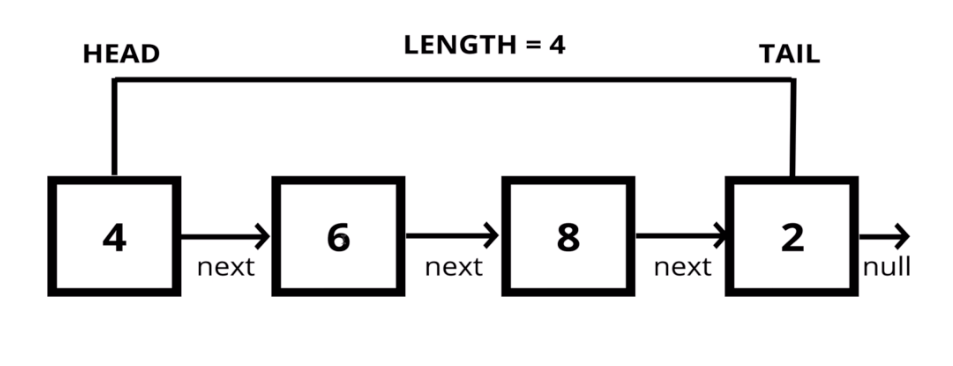 HEAD
LENGTH = 4
TAIL
4
6
8
2
next
next
next
null